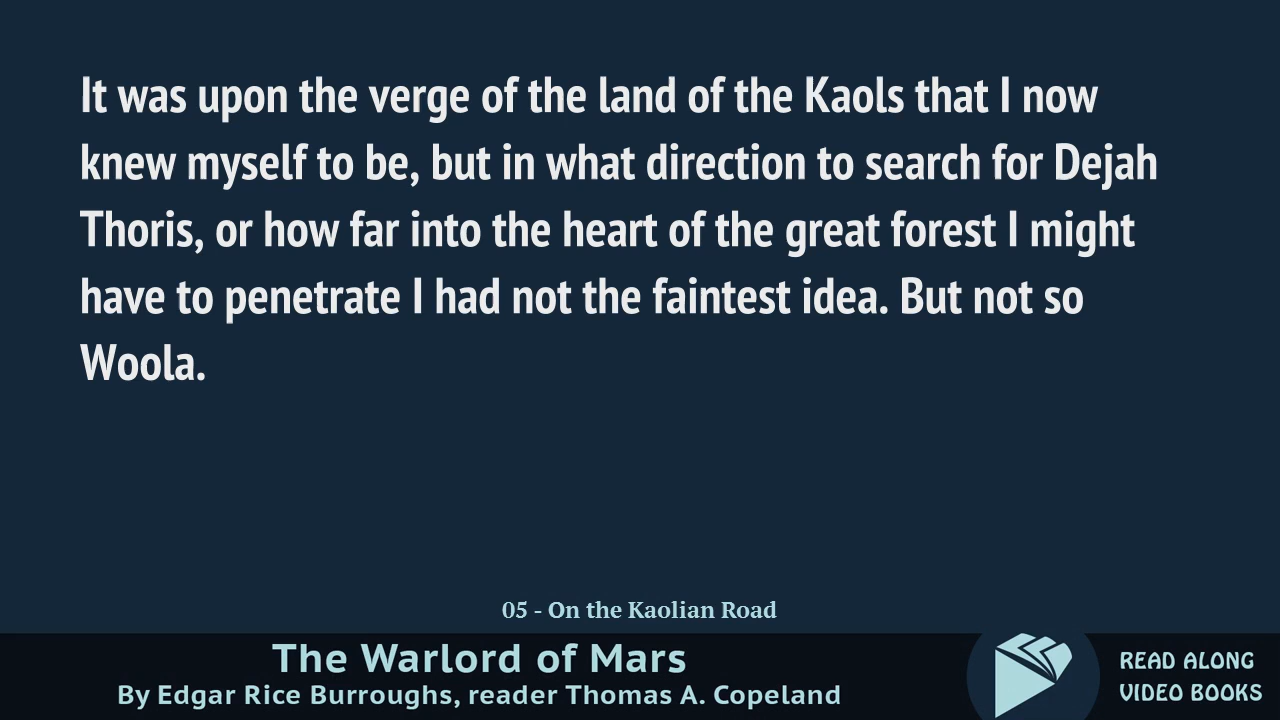 It was upon the verge of the land of the Kaols that I now
knew myself to be, but in what direction to search for Dejah
Thoris, or how far into the heart of the great forest I might
have to penetrate I had not the faintest idea. But not so
Woola.
05 - On the Kaolian Road
The Warlord of Mars
By Edgar Rice Burroughs, reader Thomas A. Copeland
READ ALONG
VIDEO BOOKS